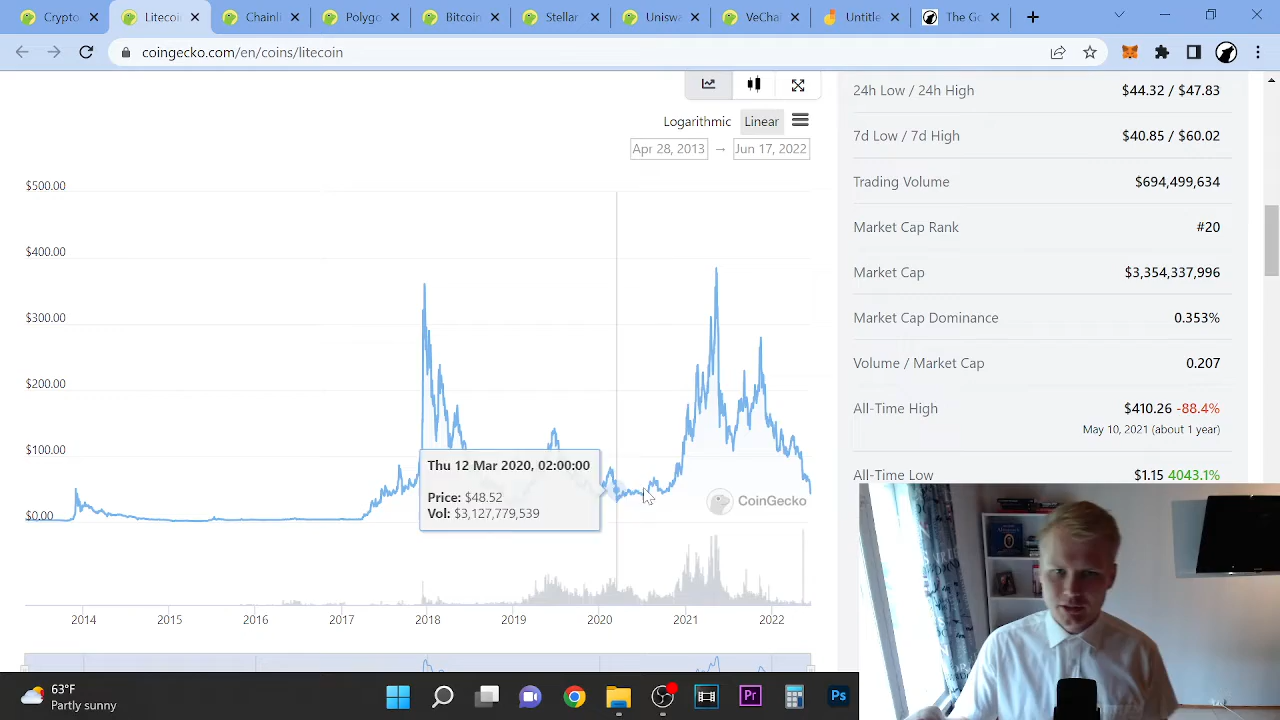 Crypto
Litecoin
Chainlin
Polygo
Bitcoin
Stellar
Uniswa
Vechai
Untitle
The Go
coingecko.com/en/coins/litecoin
24h Low / 24h High $44.32 / $47.83
Logarithmic Linear
7d Low / 7d High $40.85 / $60.02
Apr 28, 2013 → Jun 17, 2022
Trading Volume $694,499,634
$500.00
Market Cap Rank #20
$400.00
Market Cap $3,354,337,996
$300.00
Market Cap Dominance 0.353%
Volume / Market Cap 0.207
$200.00
All-Time High $410.26 -88.4%
May 10, 2021 (about 1 year)
$100.00
All-Time Low $1.15 4043.1%
Thu 12 Mar 2020, 02:00:00
Price: $48.52
Vol: $3,127,779,539
CoinGecko
$0.00
2014 2015 2016 2017 2018 2019 2020 2021 2022
63°F
Pr
Ps